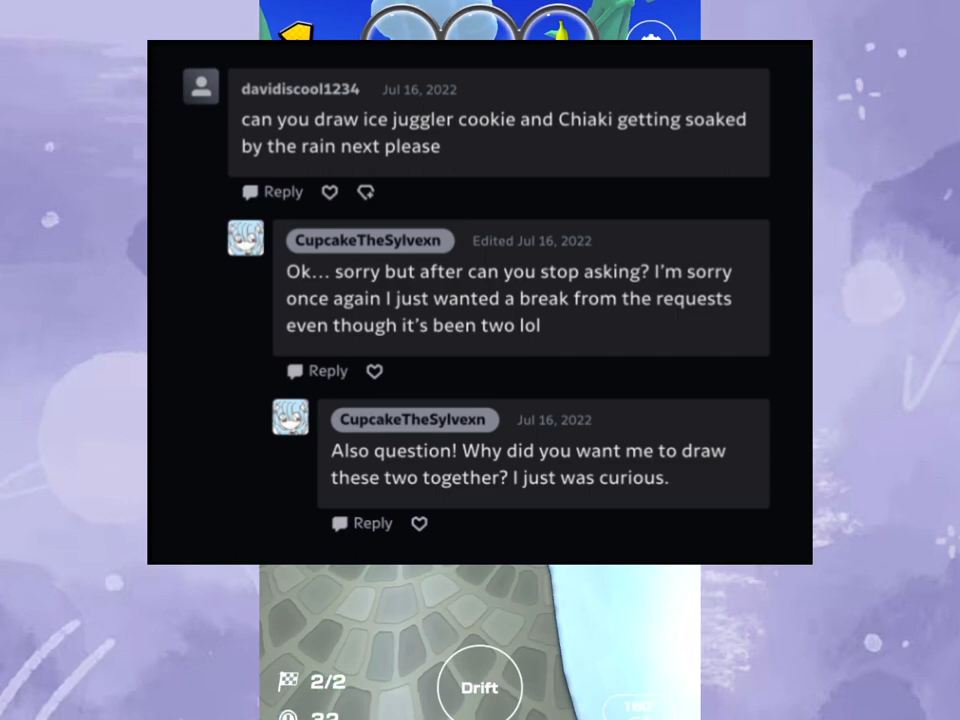 1
davidiscool1234 Jul 16, 2022
can you draw ice juggler cookie and Chiaki getting soaked
by the rain next please
Reply
CupcakeTheSylvexn Edited Jul 16, 2022
Ok... sorry but after can you stop asking? I'm sorry
once again I just wanted a break from the requests
even though it's been two lol
Reply
CupcakeTheSylvexn Jul 16, 2022
Also question! Why did you want me to draw
these two together? I just was curious.
Reply
2/2
Drift
180°